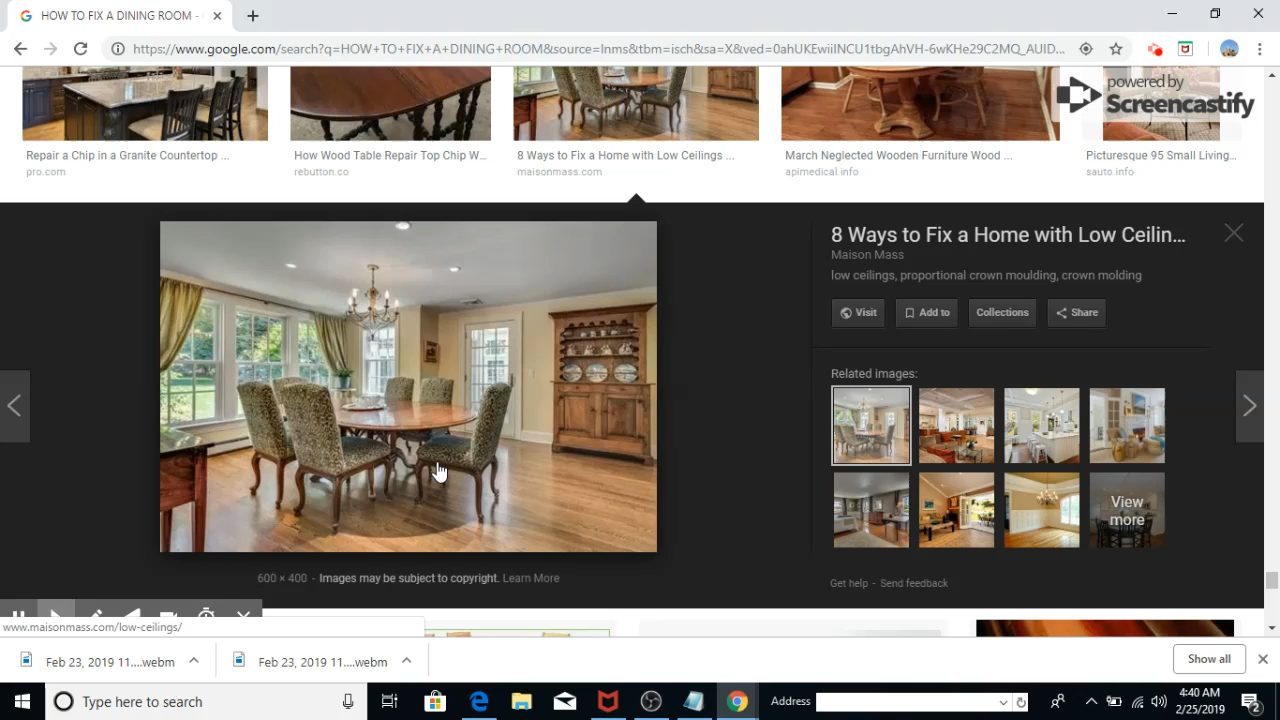 HOW TO FIX A DINING ROOM -
https://www.google.com/search?q=HOW+TO+FIX+A+DINING+ROOM&source=lnms&tbm=isch&sa=X&ved=0ahUKEwiilNCU1tbgAhVH-6wKHe29C2MQ_AUID...
powered by
Screencastify
Repair a Chip in a Granite Countertop ...
pro.com
How Wood Table Repair Top Chip W...
rebutton.co
8 Ways to Fix a Home with Low Ceilings ...
maisonmass.com
March Neglected Wooden Furniture Wood ...
apimedical.info
Picturesque 95 Small Living...
sauto.info
8 Ways to Fix a Home with Low Ceilin...
Maison Mass
low ceilings, proportional crown moulding, crown molding
Visit
Add to
Collections
Share
Related images:
View
more
600 × 400 - Images may be subject to copyright. Learn More
Get help - Send feedback
www.maisonmass.com/low-ceilings/
Feb 23, 2019 11....webm
Feb 23, 2019 11....webm
Show all
Type here to search
Address
4:40 AM
2/25/2019
2